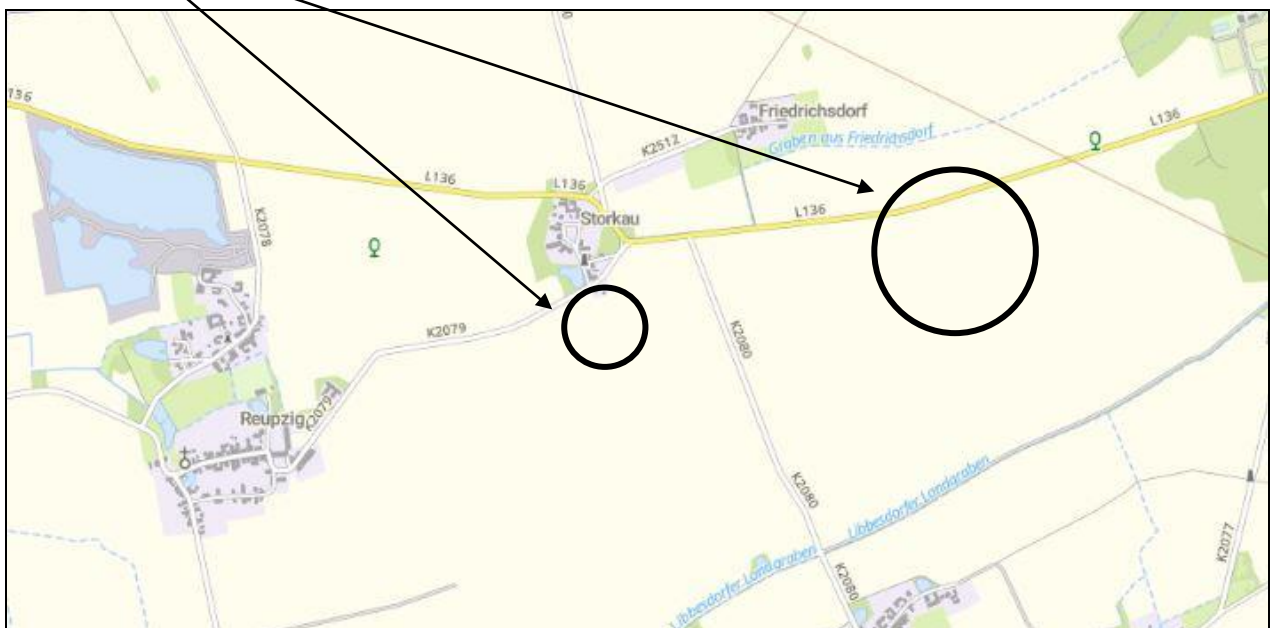 L136
Friedrichsdorf
K2512
Graben aus Friedrichsdorf
L136
L136
L136
Storkau
K2078
L136
K2079
K2080
K2079
Reupzig
K2080
Libbesdorfer Landgraben
K2077
Libbesdorfer Landgraben
K2080